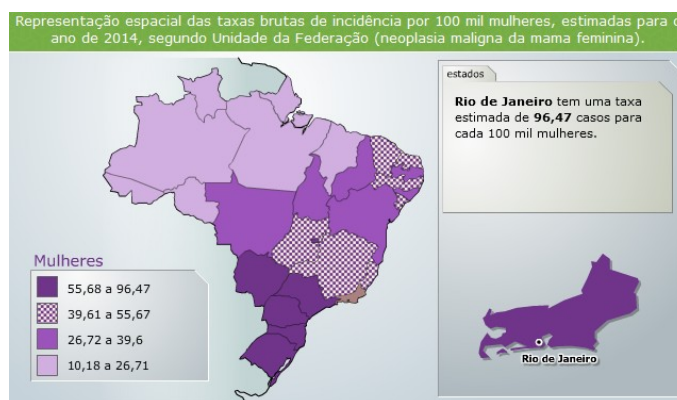 Representação espacial das taxas brutas de incidência por 100 mil mulheres, estimadas para
ano de 2014, segundo Unidade da Federação (neoplasia maligna da mama feminina).
estados
Rio de Janeiro tem uma taxa
estimada de 96,47 casos para
cada 100 mil mulheres.
Mulheres
55,68 a 96,47
39,61 a 55,67
26,72 a 39,6
10,18 a 26,71
Rio de Janeiro